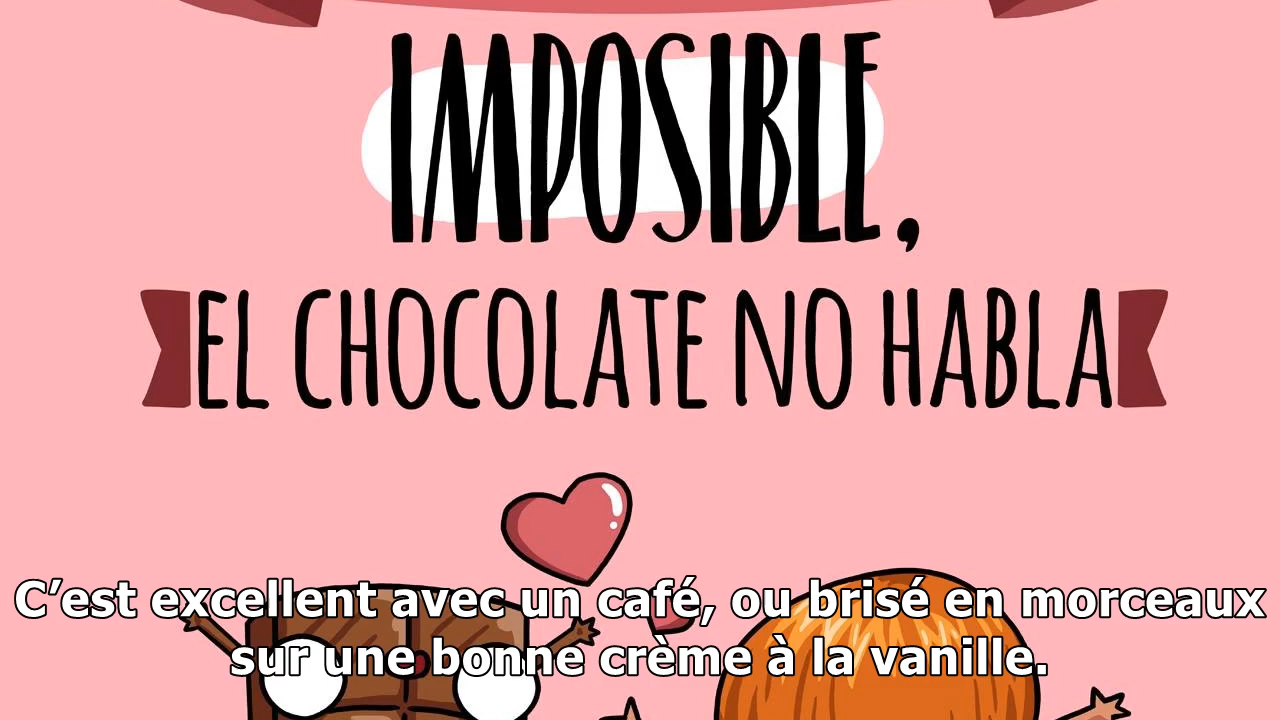 IMPOSIBLE,
EL CHOCOLATE NO HABLA
C’est excellent avec un café, ou brisé en morceaux
sur une bonne crème à la vanille.